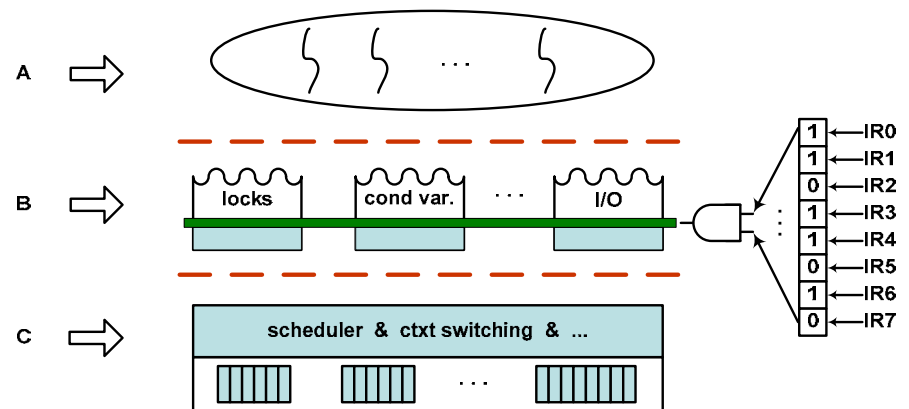 A
. . .
B
locks
cond var.
. . .
I/O
C
scheduler & ctxt switching & ...
. . .
1 IR0
1 IR1
0 IR2
1 IR3
1 IR4
0 IR5
1 IR6
0 IR7